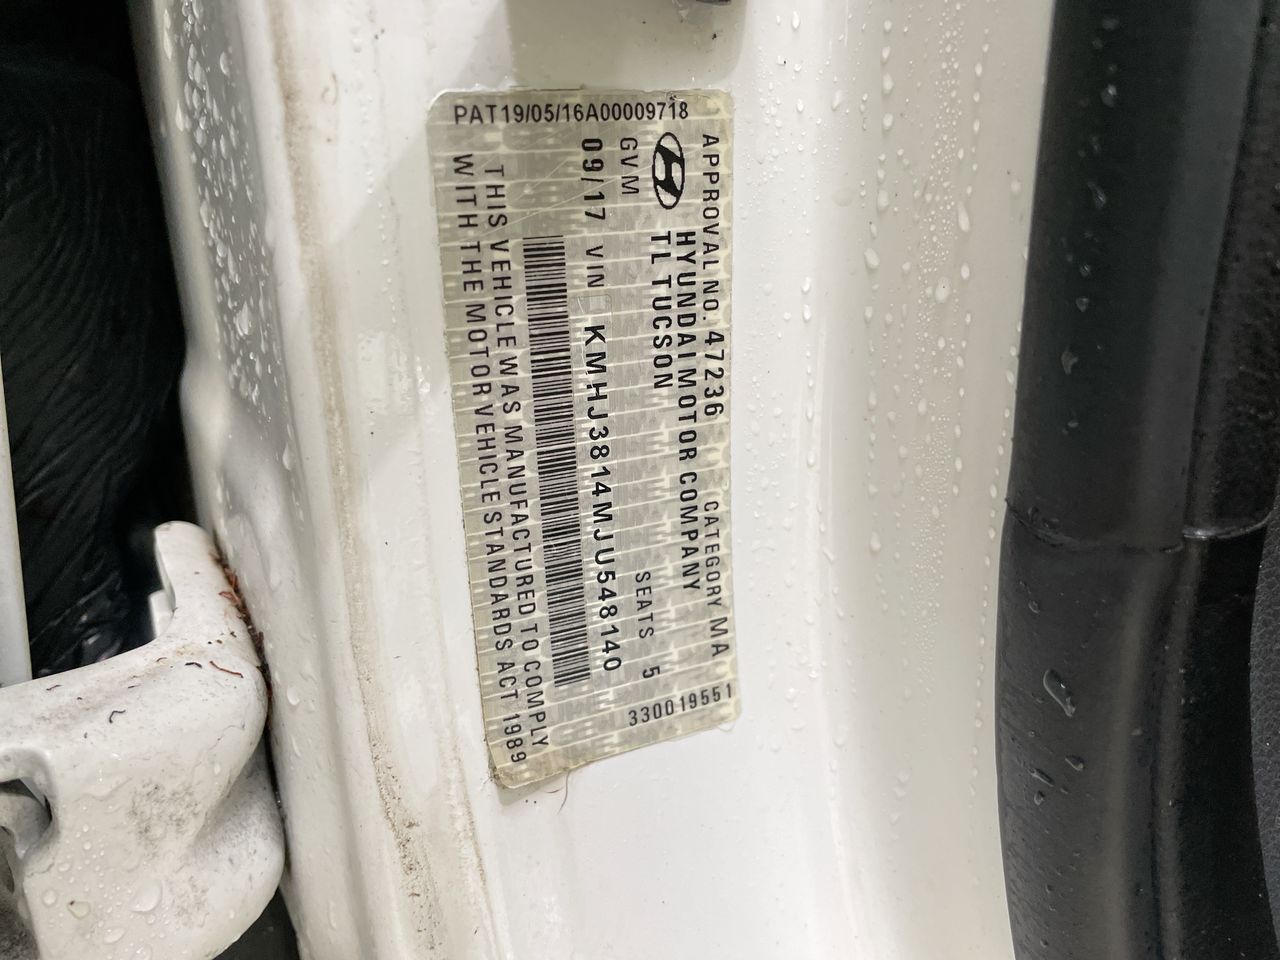 PAT19/05/16A00009718
APPROVAL NO. 47236 CATEGORY MA
HYUNDAI MOTOR COMPANY
TL TUCSON
GVM SEATS 5
09/17 VIN KMHJ3814MJU548140
THIS VEHICLE WAS MANUFACTURED TO COMPLY
WITH THE MOTOR VEHICLE STANDARDS ACT 1989
330019551